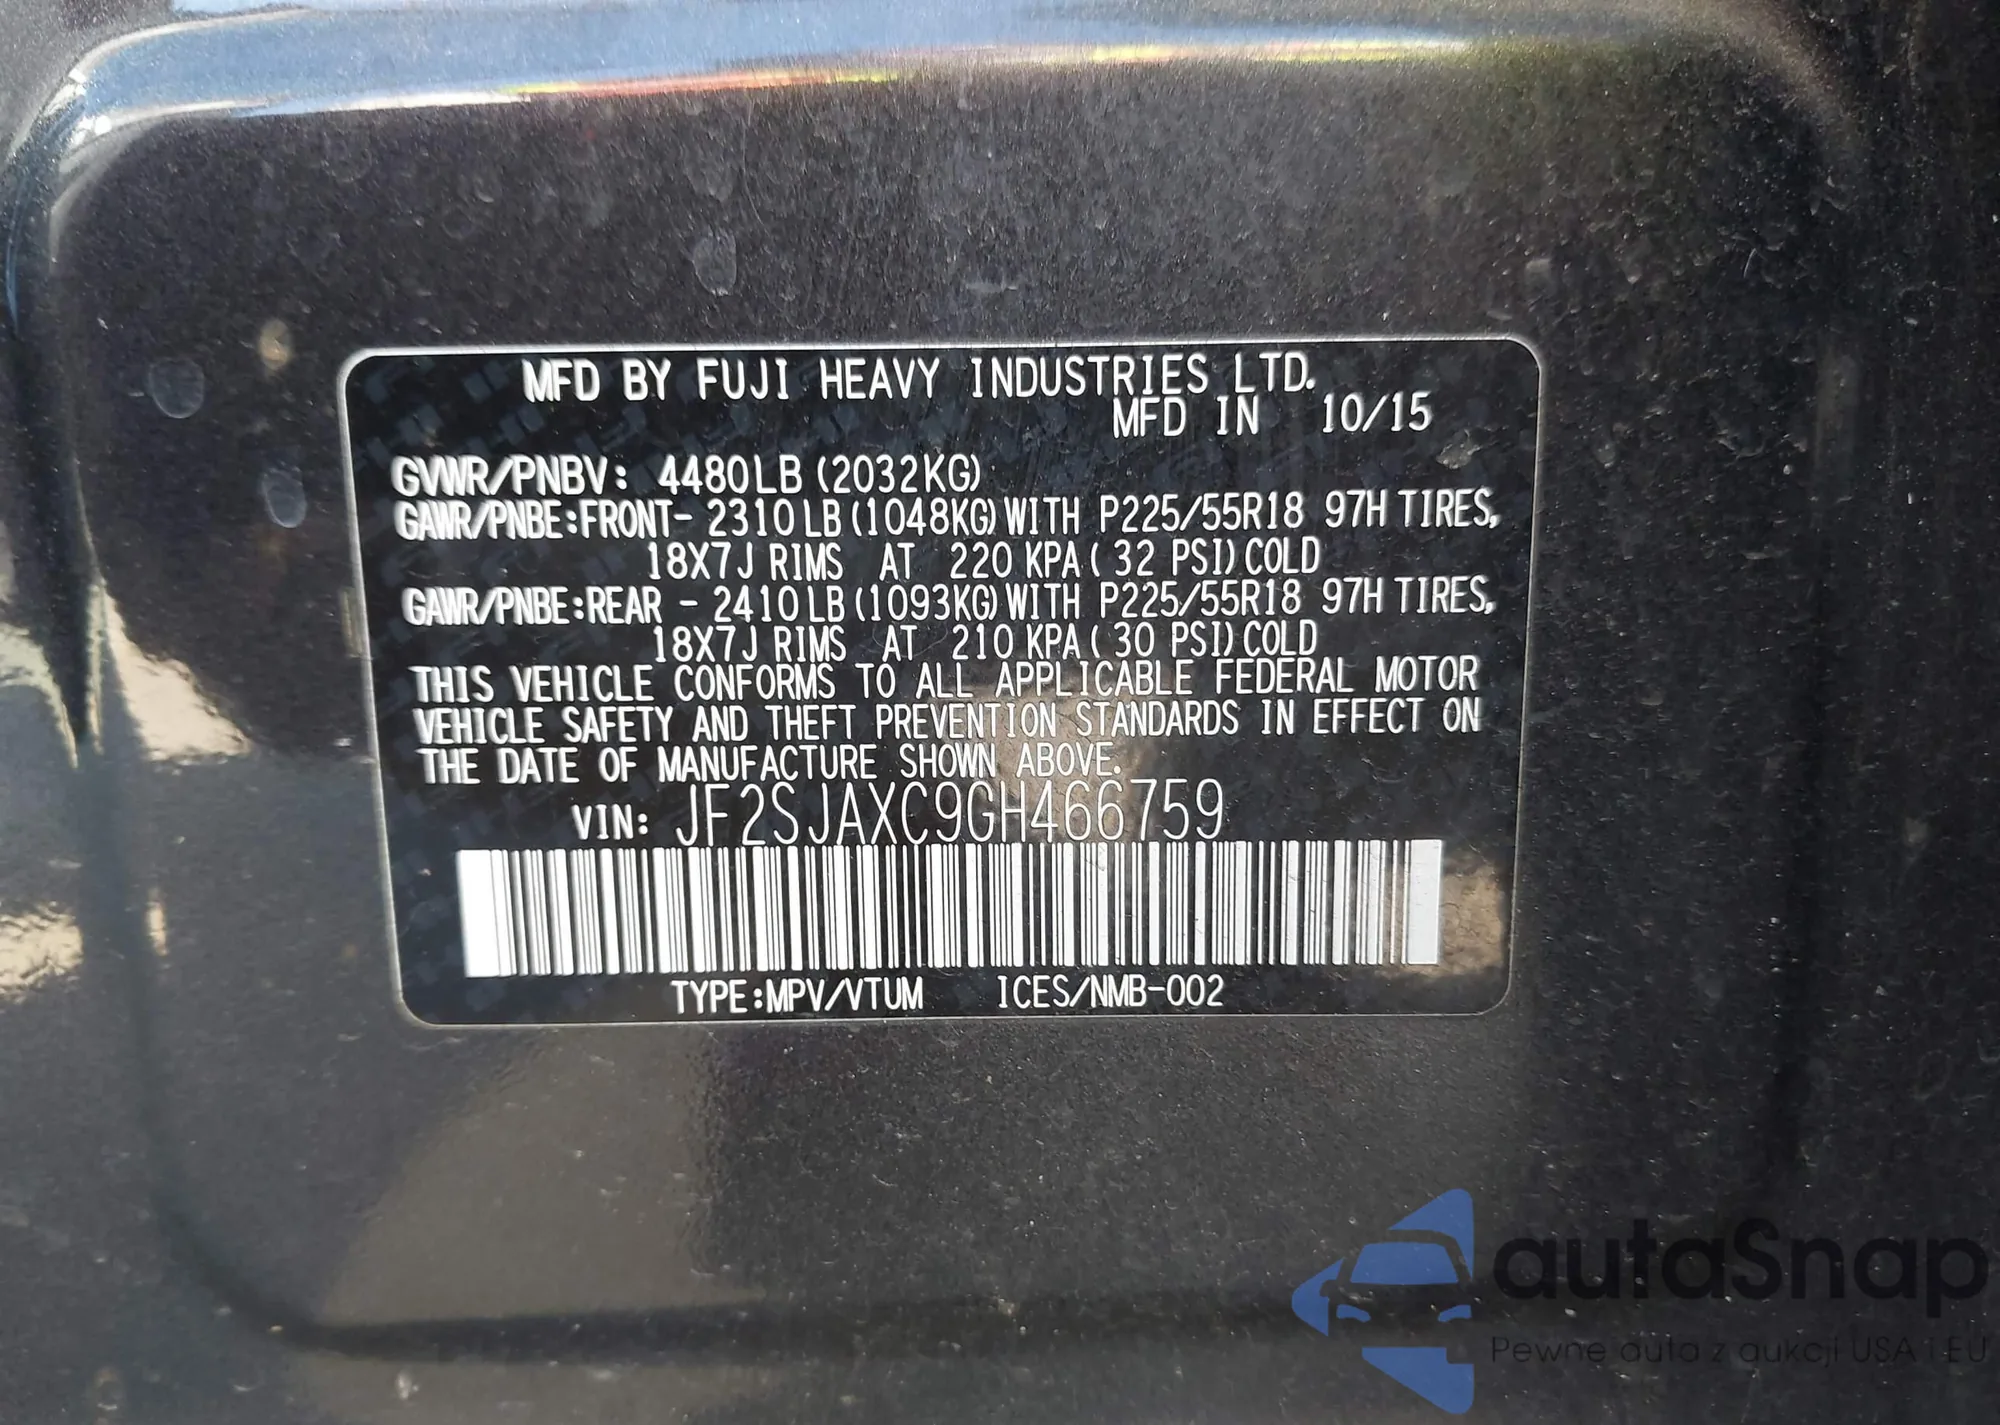 MFD BY FUJI HEAVY INDUSTRIES LTD.
MFD IN 10/15
GVWR/PNBV: 4480LB (2032KG)
GAWR/PNBE:FRONT- 2310LB(1048KG)WITH P225/55R18 97H TIRES,
18X7J RIMS AT 220 KPA( 32 PSI)COLD
GAWR/PNBE:REAR - 2410LB(1093KG)WITH P225/55R18 97H TIRES,
18X7J RIMS AT 210 KPA( 30 PSI)COLD
THIS VEHICLE CONFORMS TO ALL APPLICABLE FEDERAL MOTOR
VEHICLE SAFETY AND THEFT PREVENTION STANDARDS IN EFFECT ON
THE DATE OF MANUFACTURE SHOWN ABOVE.
VIN: JF2SJAXC9GH466759
TYPE:MPV/VTUM ICES/NMB-002
autaSnap
Pewne auta z aukcji USA i EU